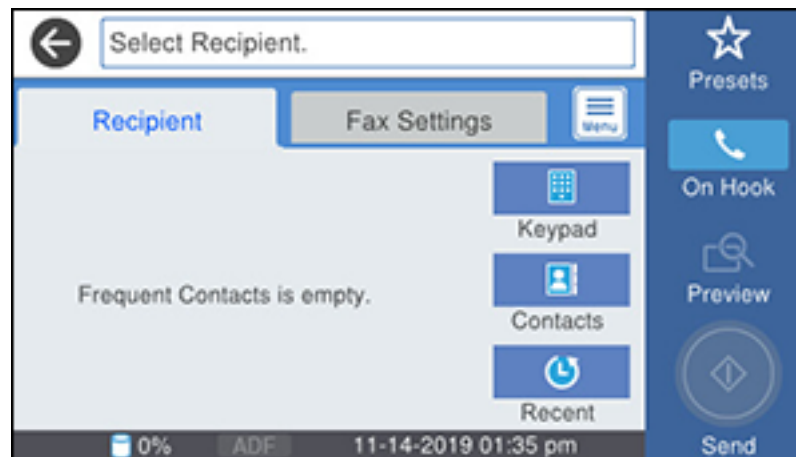 Select Recipient.
Presets
Recipient
Fax Settings
Menu
On Hook
Keypad
Frequent Contacts is empty.
Preview
Contacts
Recent
0%
ADF
11-14-2019 01:35 pm
Send